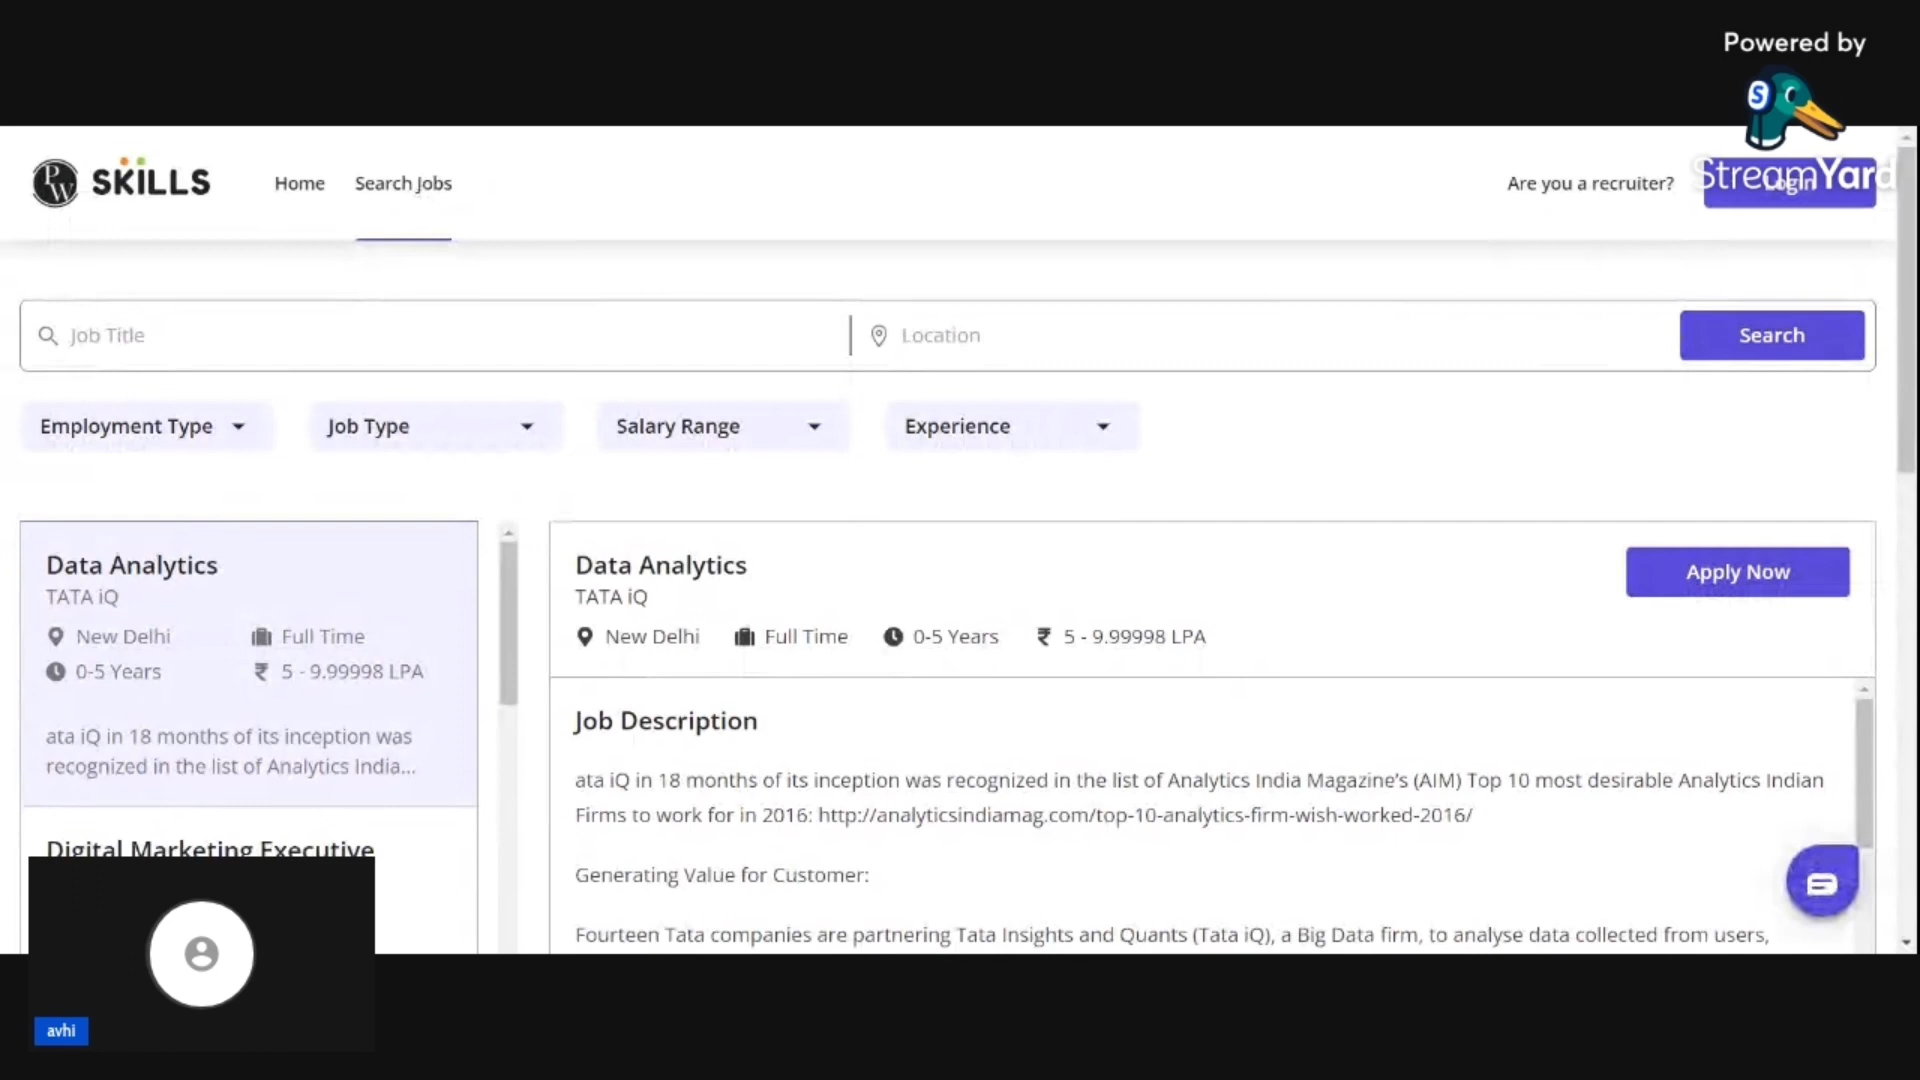 Powered by
StreamYard
PW SKILLS
Home
Search Jobs
Are you a recruiter?
Login
Job Title
Location
Search
Employment Type
Job Type
Salary Range
Experience
Data Analytics
TATA iQ
New Delhi
Full Time
0-5 Years
₹ 5 - 9.99998 LPA
ata iQ in 18 months of its inception was
recognized in the list of Analytics India...
Digital Marketing Executive
Data Analytics
TATA iQ
New Delhi
Full Time
0-5 Years
₹ 5 - 9.99998 LPA
Apply Now
Job Description
ata iQ in 18 months of its inception was recognized in the list of Analytics India Magazine’s (AIM) Top 10 most desirable Analytics Indian
Firms to work for in 2016: http://analyticsindiamag.com/top-10-analytics-firm-wish-worked-2016/
Generating Value for Customer:
Fourteen Tata companies are partnering Tata Insights and Quants (Tata iQ), a Big Data firm, to analyse data collected from users,
avhi